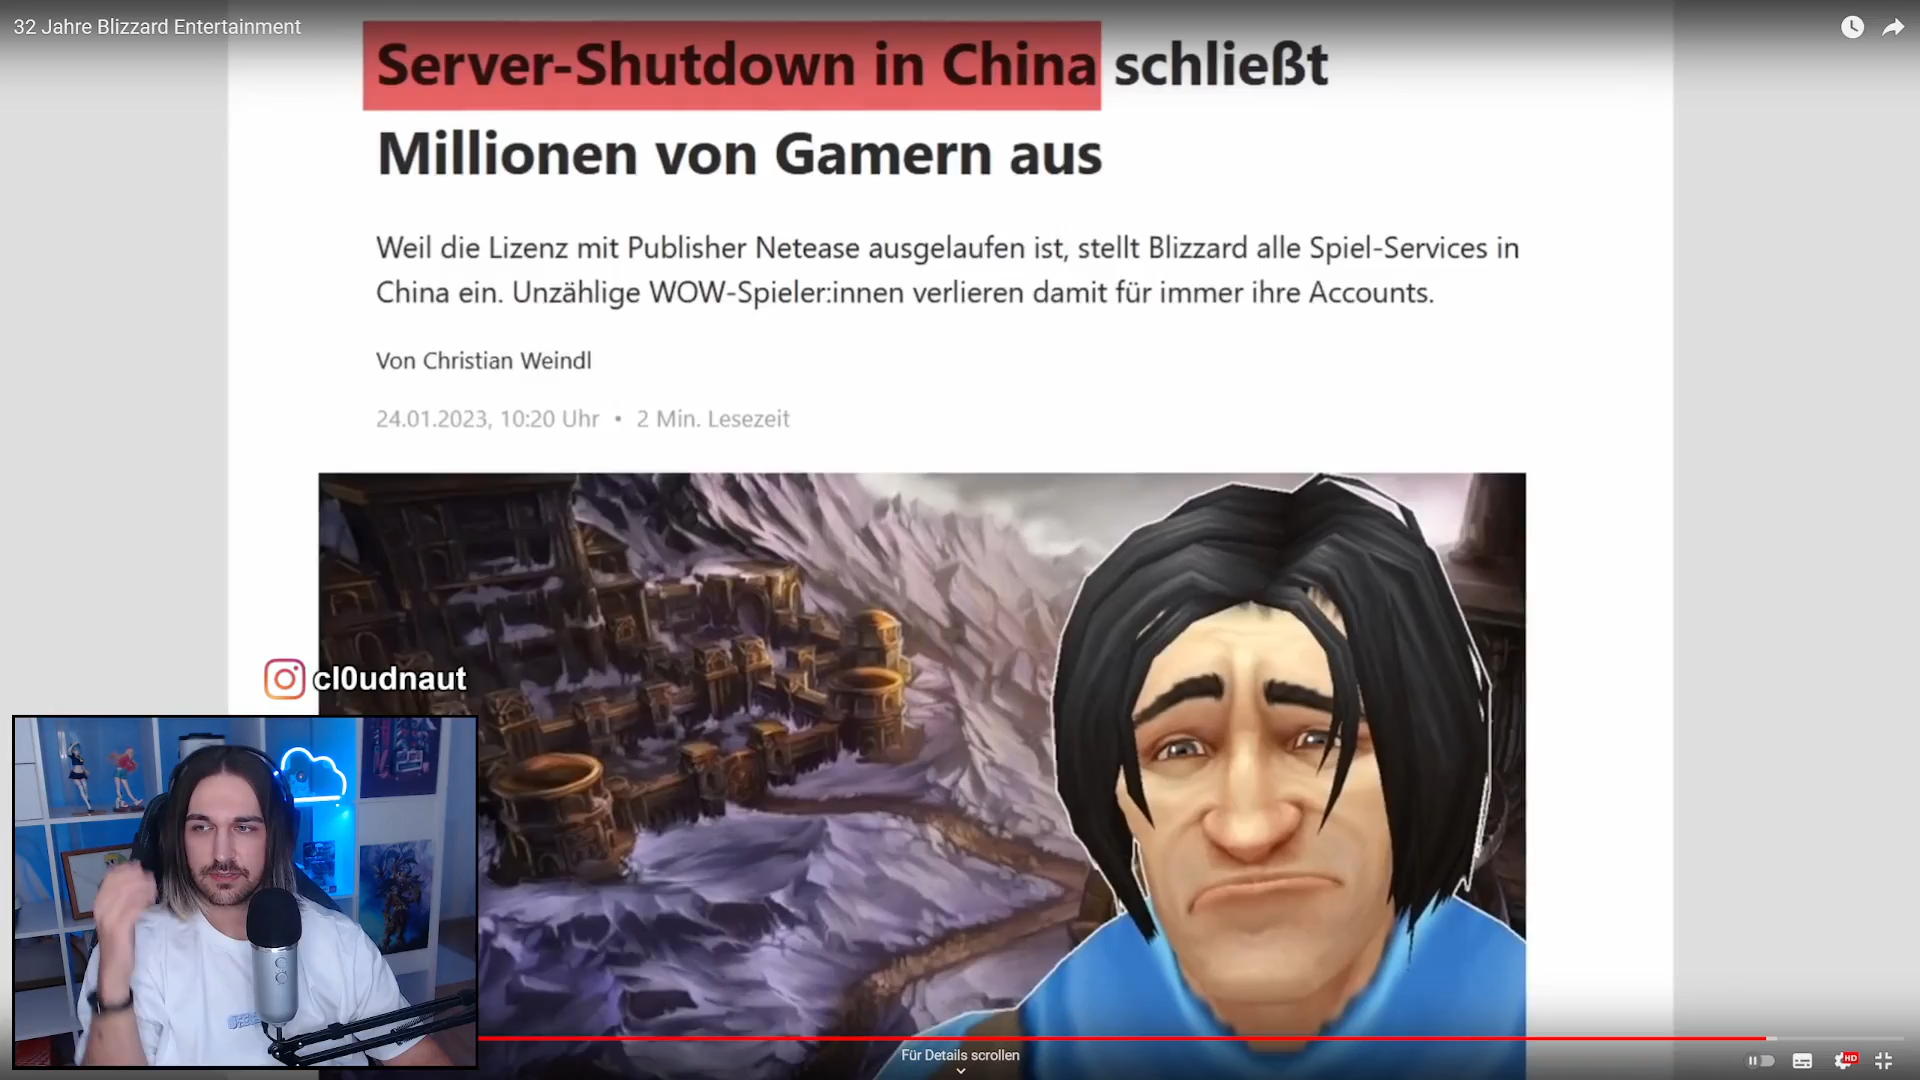 32 Jahre Blizzard Entertainment
Server-Shutdown in China schließt
Millionen von Gamern aus
Weil die Lizenz mit Publisher Netease ausgelaufen ist, stellt Blizzard alle Spiel-Services in
China ein. Unzählige WOW-Spieler:innen verlieren damit für immer ihre Accounts.
Von Christian Weindl
24.01.2023, 10:20 Uhr • 2 Min. Lesezeit
cl0udnaut
Für Details scrollen
HD